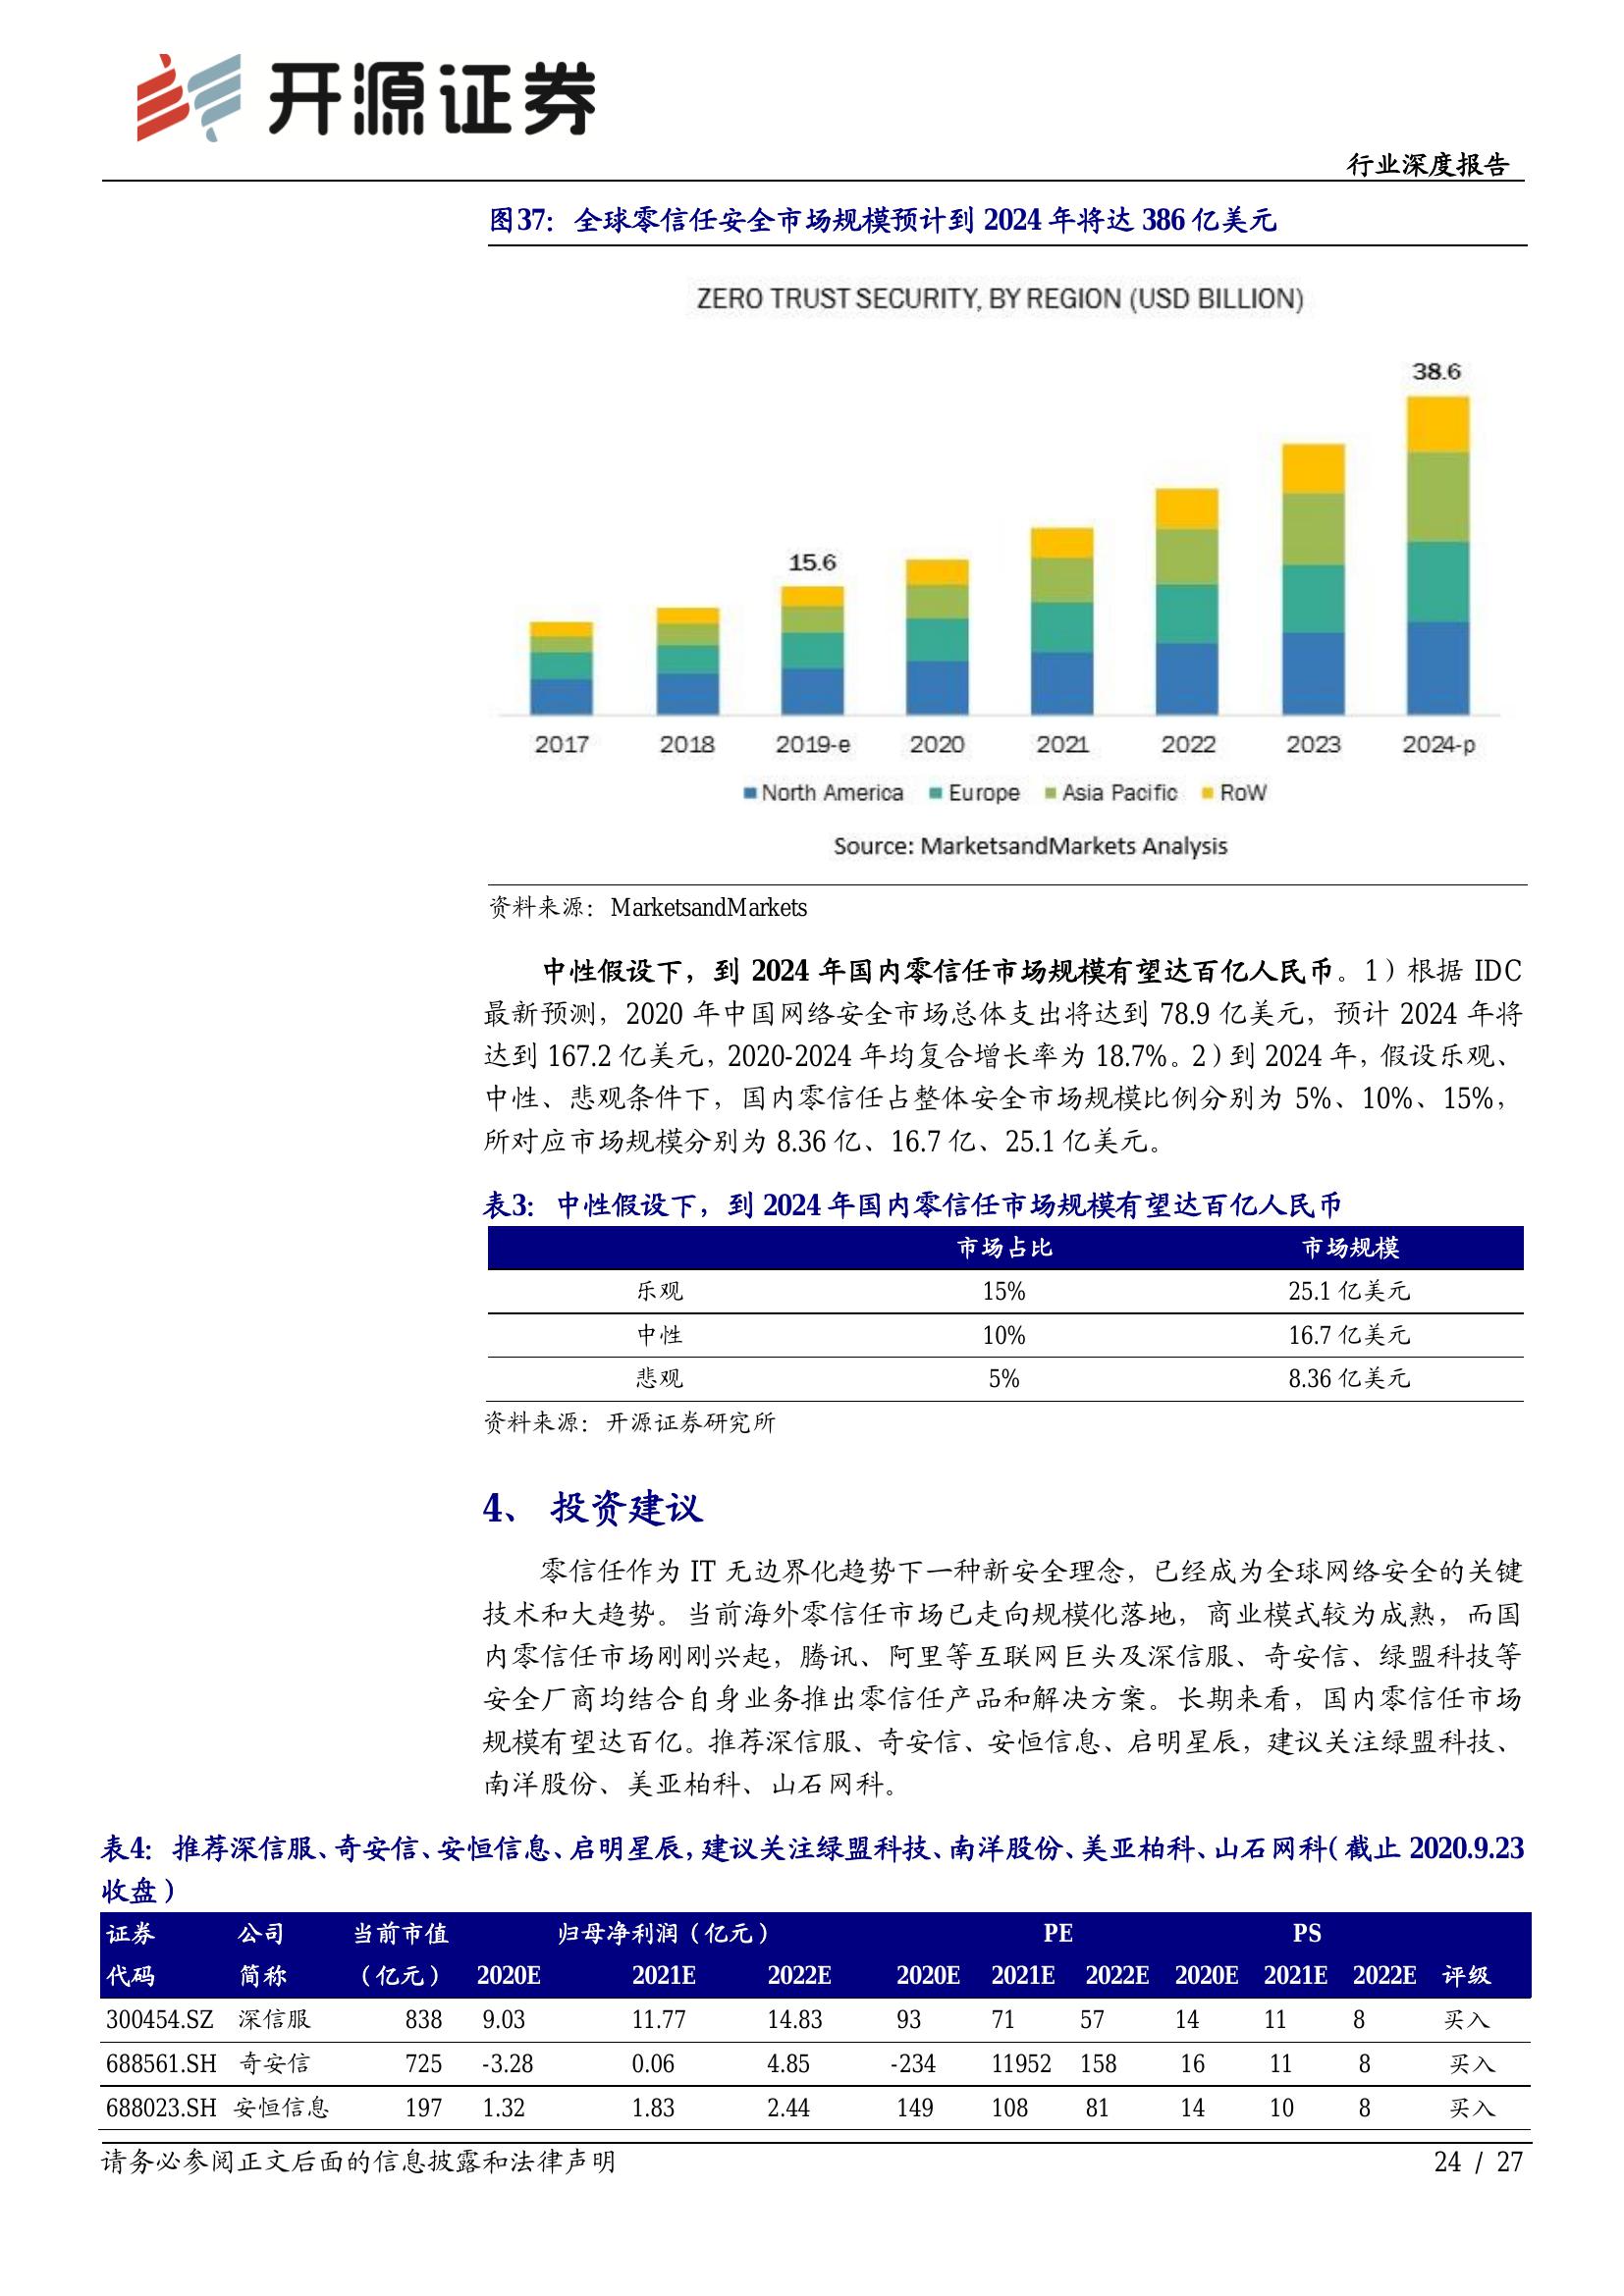 开源证券
行业深度报告
图37：全球零信任安全市场规模预计到 2024 年将达 386 亿美元
ZERO TRUST SECURITY, BY REGION (USD BILLION)
38.6
15.6
2017 2018 2019-e 2020 2021 2022 2023 2024-p
North America Europe Asia Pacific RoW
Source: MarketsandMarkets Analysis
资料来源：MarketsandMarkets
中性假设下，到 2024 年国内零信任市场规模有望达百亿人民币。1）根据 IDC
最新预测，2020 年中国网络安全市场总体支出将达到 78.9 亿美元，预计 2024 年将
达到 167.2 亿美元，2020-2024 年均复合增长率为 18.7%。2）到 2024 年，假设乐观、
中性、悲观条件下，国内零信任占整体安全市场规模比例分别为 5%、10%、15%，
所对应市场规模分别为 8.36 亿、16.7 亿、25.1 亿美元。
表3：中性假设下，到 2024 年国内零信任市场规模有望达百亿人民币
市场占比 市场规模
乐观 15% 25.1 亿美元
中性 10% 16.7 亿美元
悲观 5% 8.36 亿美元
资料来源：开源证券研究所
4、 投资建议
零信任作为 IT 无边界化趋势下一种新安全理念，已经成为全球网络安全的关键
技术和大趋势。当前海外零信任市场已走向规模化落地，商业模式较为成熟，而国
内零信任市场刚刚兴起，腾讯、阿里等互联网巨头及深信服、奇安信、绿盟科技等
安全厂商均结合自身业务推出零信任产品和解决方案。长期来看，国内零信任市场
规模有望达百亿。推荐深信服、奇安信、安恒信息、启明星辰，建议关注绿盟科技、
南洋股份、美亚柏科、山石网科。
表4：推荐深信服、奇安信、安恒信息、启明星辰，建议关注绿盟科技、南洋股份、美亚柏科、山石网科（截止 2020.9.23
收盘）
证券 公司 当前市值 归母净利润（亿元） PE PS
代码 简称 （亿元） 2020E 2021E 2022E 2020E 2021E 2022E 2020E 2021E 2022E 评级
300454.SZ 深信服 838 9.03 11.77 14.83 93 71 57 14 11 8 买入
688561.SH 奇安信 725 -3.28 0.06 4.85 -234 11952 158 16 11 8 买入
688023.SH 安恒信息 197 1.32 1.83 2.44 149 108 81 14 10 8 买入
请务必参阅正文后面的信息披露和法律声明 24 / 27